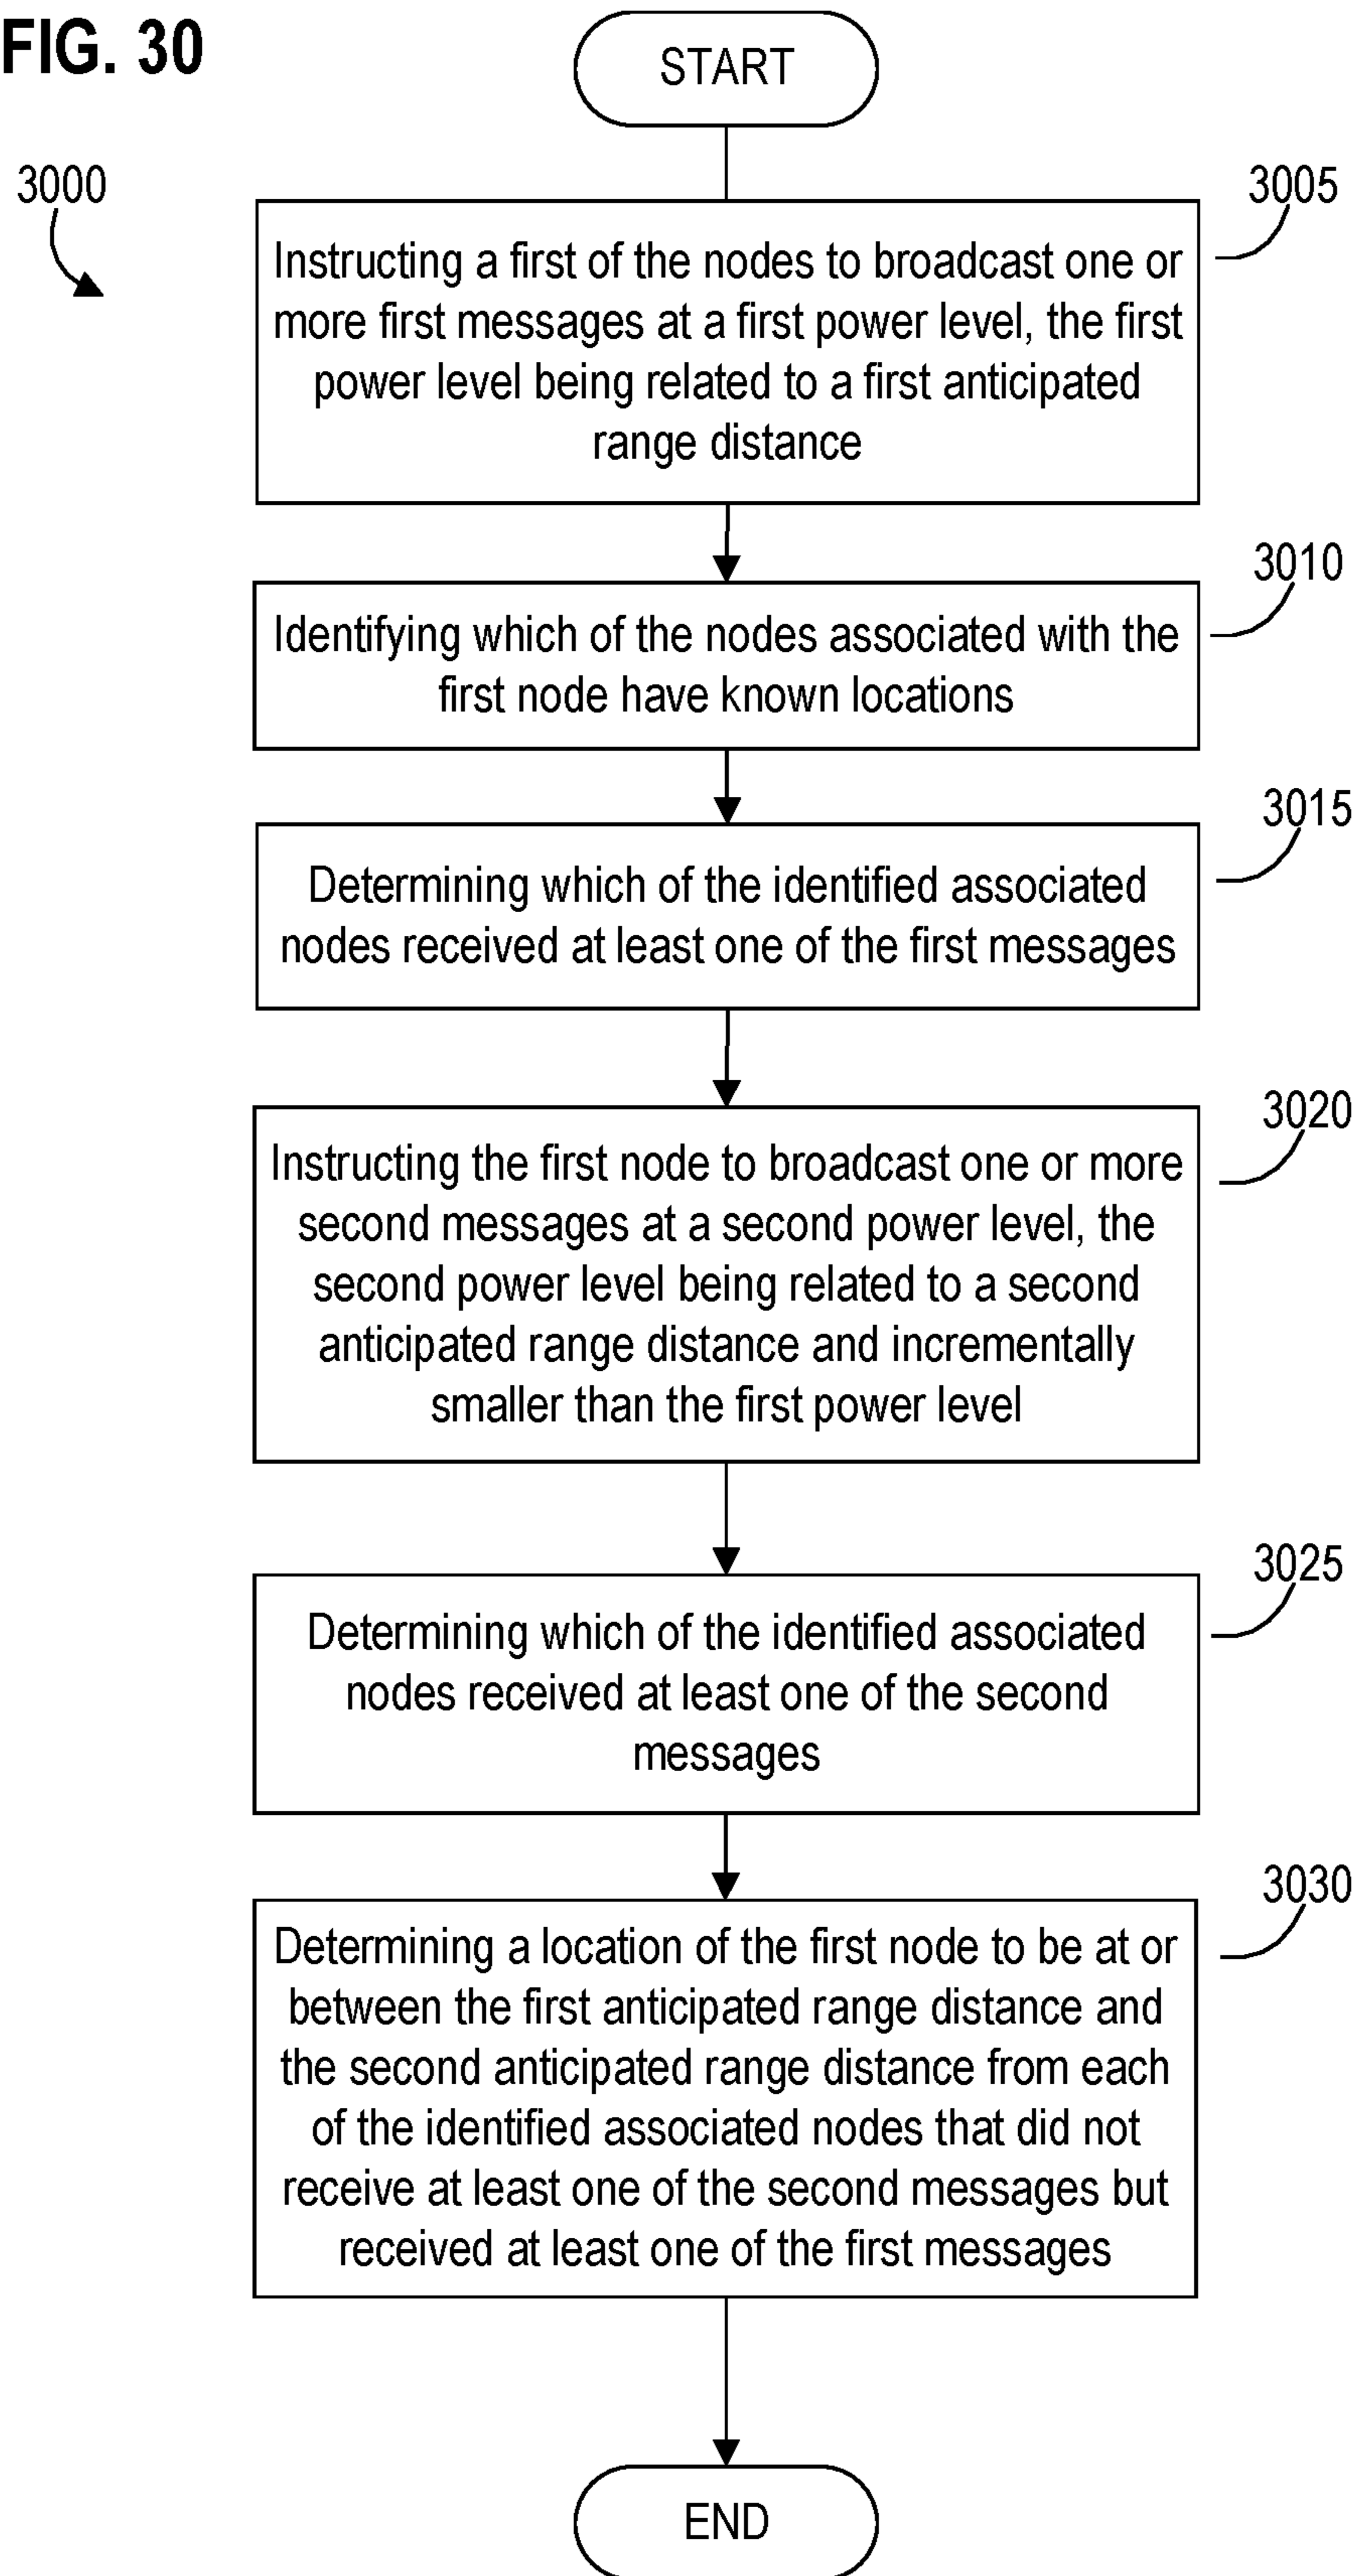 FIG. 30
START
3000
3005
Instructing a first of the nodes to broadcast one or
more first messages at a first power level, the first
power level being related to a first anticipated
range distance
3010
Identifying which of the nodes associated with the
first node have known locations
3015
Determining which of the identified associated
nodes received at least one of the first messages
3020
Instructing the first node to broadcast one or more
second messages at a second power level, the
second power level being related to a second
anticipated range distance and incrementally
smaller than the first power level
3025
Determining which of the identified associated
nodes received at least one of the second
messages
3030
Determining a location of the first node to be at or
between the first anticipated range distance and
the second anticipated range distance from each
of the identified associated nodes that did not
receive at least one of the second messages but
received at least one of the first messages
END